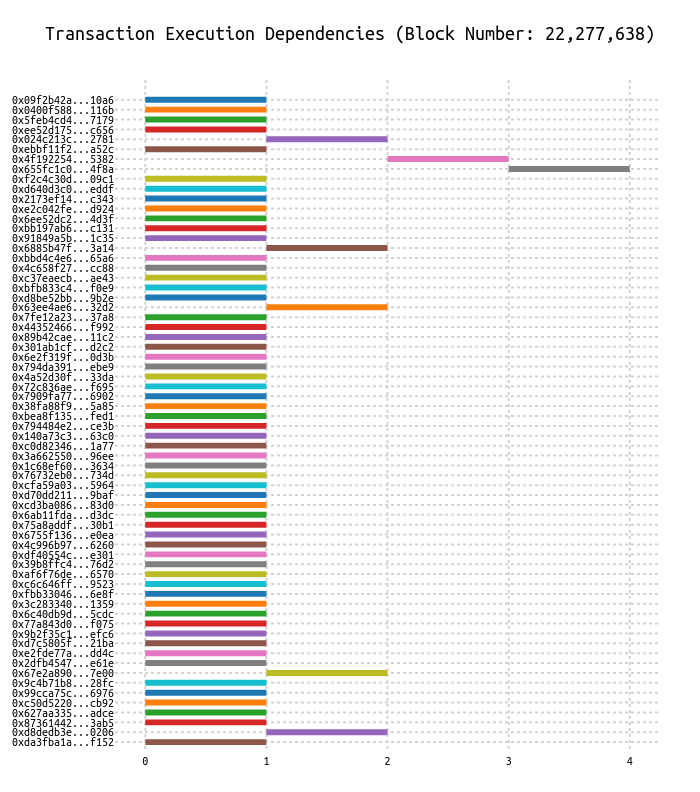 Transaction Execution Dependencies (Block Number: 22,277,638)
0x09f2b42a...10a6
0x0400f588...116b
0x5feb4cd4...7179
0xee52d175...c656
0x024c213c...2781
0xebbf11f2...a52c
0x4f192254...5382
0x655fc1c0...4f8a
0xf2c4c30d...09c1
0xd640d3c0...eddf
0x2173ef14...c343
0xe2c042fe...d924
0x6ee52dc2...4d3f
0xbb197ab6...c131
0x91849a5b...1c35
0x6885b47f...3a14
0xbbd4c4e6...65a6
0x4c658f27...cc88
0xc37eaecb...ae43
0xbfb833c4...f0e9
0xd8be52bb...9b2e
0x63ee4ae6...32d2
0x7fe12a23...37a8
0x44352466...f992
0x89b42cae...11c2
0x301ab1cf...d2c2
0x6e2f319f...0d3b
0x794da391...ebe9
0x4a52d30f...33da
0x72c836ae...f695
0x7909fa77...6902
0x38fa88f9...5a85
0xbea8f135...fed1
0x794484e2...ce3b
0x140a73c3...63c0
0xc0d82346...1a77
0x3a662550...96ee
0x1c68ef60...3634
0x76732eb0...734d
0xcfa59a03...5964
0xd70dd211...9baf
0xcd3ba086...83d0
0x6ab11fda...d3dc
0x75a8addf...30b1
0x6755f136...e0ea
0x4c996b97...6260
0xdf40554c...e301
0x39b8ffc4...76d2
0xaf6f76de...6570
0xc6c646ff...9523
0xfbb33046...6e8f
0x3c283340...1359
0x6c40db9d...5cdc
0x77a843d0...f075
0x9b2f35c1...efc6
0xd7c5805f...21ba
0xe2fde77a...dd4c
0x2dfb4547...e61e
0x67e2a890...7e00
0x9c4b71b8...28fc
0x99cca75c...6976
0xc50d5220...cb92
0x627aa335...adce
0x87361442...3ab5
0xd8dedb3e...0206
0xda3fba1a...f152
0 1 2 3 4